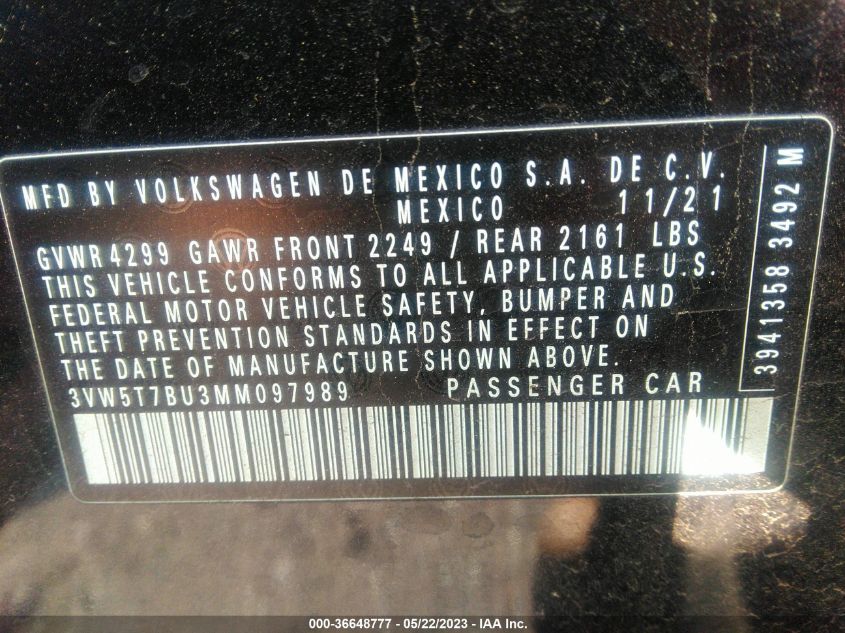 MFD BY VOLKSWAGEN DE MEXICO S.A. DE C.V.
MEXICO 11/21
GVWR4299 GAWR FRONT 2249 / REAR 2161 LBS
THIS VEHICLE CONFORMS TO ALL APPLICABLE U.S.
FEDERAL MOTOR VEHICLE SAFETY, BUMPER AND
THEFT PREVENTION STANDARDS IN EFFECT ON
THE DATE OF MANUFACTURE SHOWN ABOVE.
3VW5T7BU3MM097989 PASSENGER CAR
3941358 3492 M
000-36648777 - 05/22/2023 - IAA Inc.